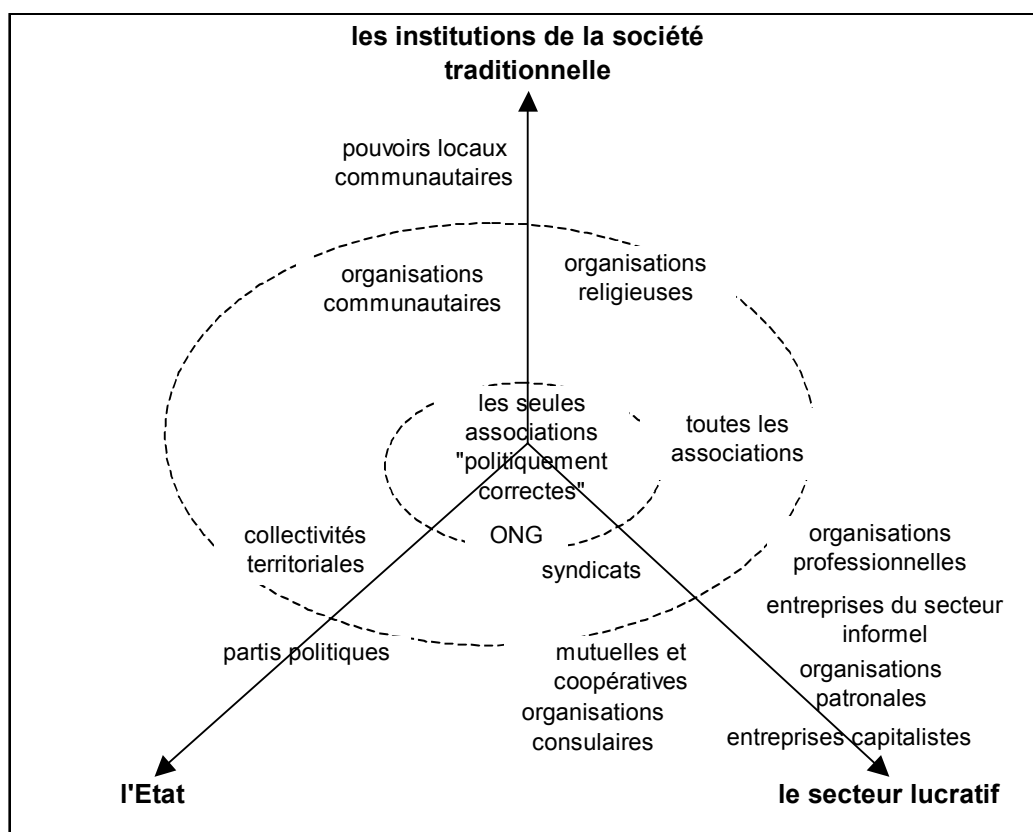 les institutions de la société
traditionnelle
pouvoirs locaux
communautaires
organisations
religieuses
organisations
communautaires
les seules
associations
"politiquement
correctes"
toutes les
associations
ONG
collectivités
territoriales
syndicats
organisations
professionnelles
entreprises du secteur
informel
partis politiques
mutuelles et
coopératives
organisations
patronales
organisations
consulaires
entreprises capitalistes
l'Etat
le secteur lucratif